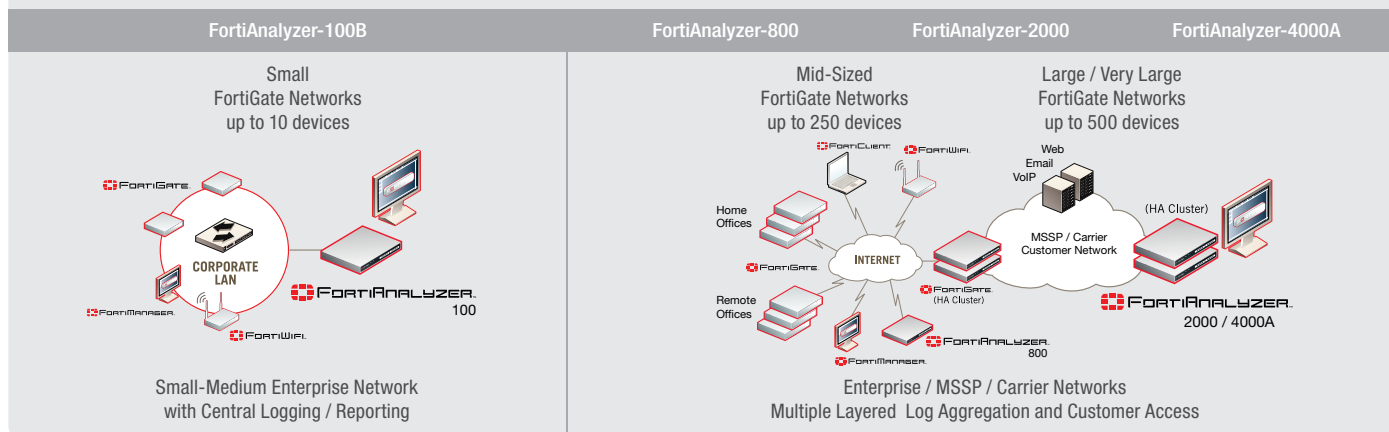 FortiAnalyzer-100B
FortiAnalyzer-800
FortiAnalyzer-2000
FortiAnalyzer-4000A
Small
FortiGate Networks
up to 10 devices
FORTIGATE.
CORPORATE
LAN
FORTIMANAGER.
FORTIWIFI.
FORTIANALYZER.
100
Small-Medium Enterprise Network
with Central Logging / Reporting
Mid-Sized
FortiGate Networks
up to 250 devices
Large / Very Large
FortiGate Networks
up to 500 devices
FORTICLIENT.
FORTIWIFI.
Web
Email
VoIP
Home
Offices
FORTIGATE.
INTERNET
Remote
Offices
FORTIMANAGER.
FORTIANALYZER.
800
FORTIGATE.
(HA Cluster)
MSSP / Carrier
Customer Network
(HA Cluster)
FORTIANALYZER.
2000 / 4000A
Enterprise / MSSP / Carrier Networks
Multiple Layered Log Aggregation and Customer Access